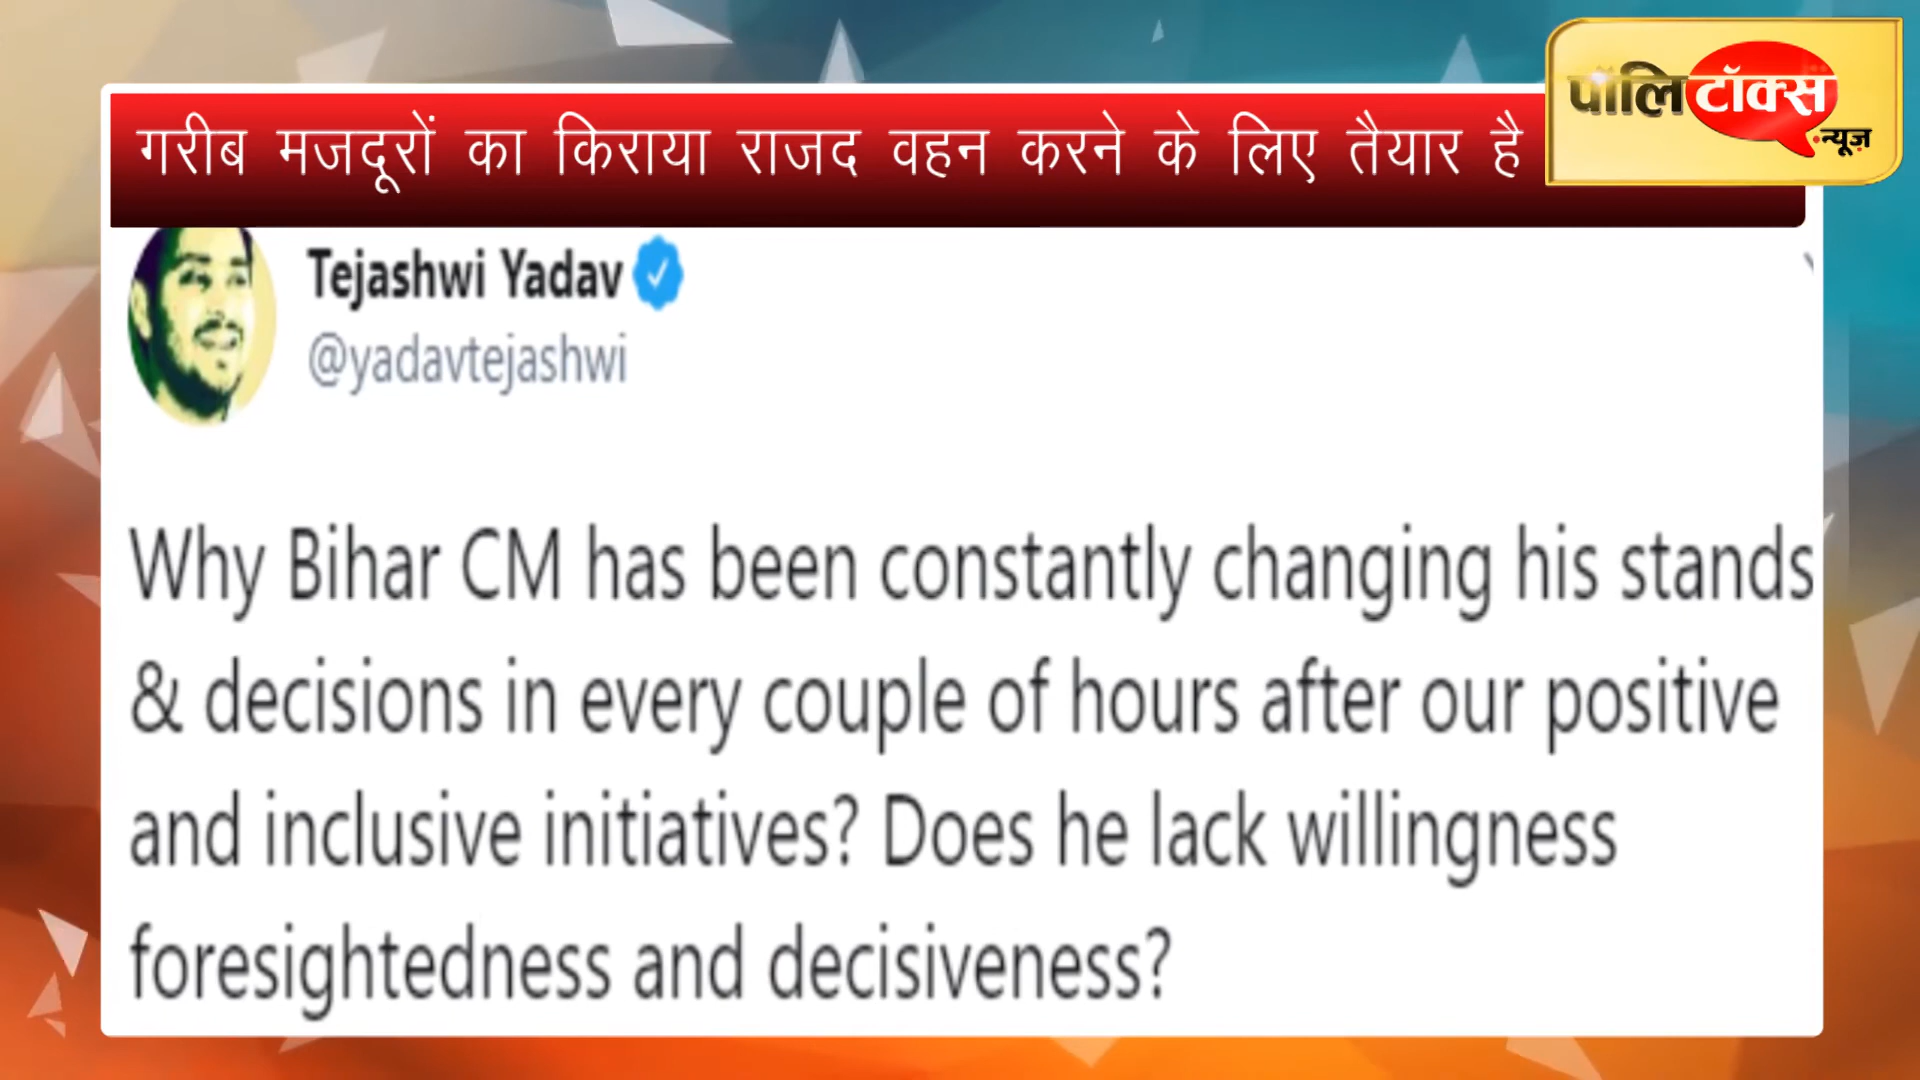 गरीब मजदूरों का किराया राजद वहन करने के लिए तैयार है
पॉलिटॉक्स
न्यूज़
Tejashwi Yadav
@yadavtejashwi
Why Bihar CM has been constantly changing his stands
& decisions in every couple of hours after our positive
and inclusive initiatives? Does he lack willingness
foresightedness and decisiveness?